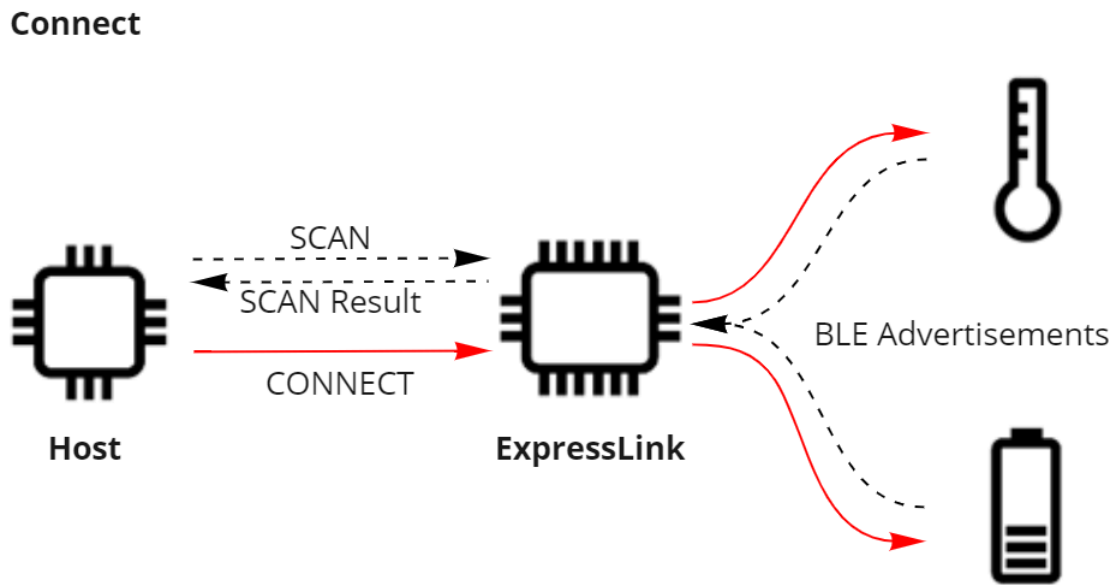 Connect
SCAN
SCAN Result
CONNECT
BLE Advertisements
Host
ExpressLink